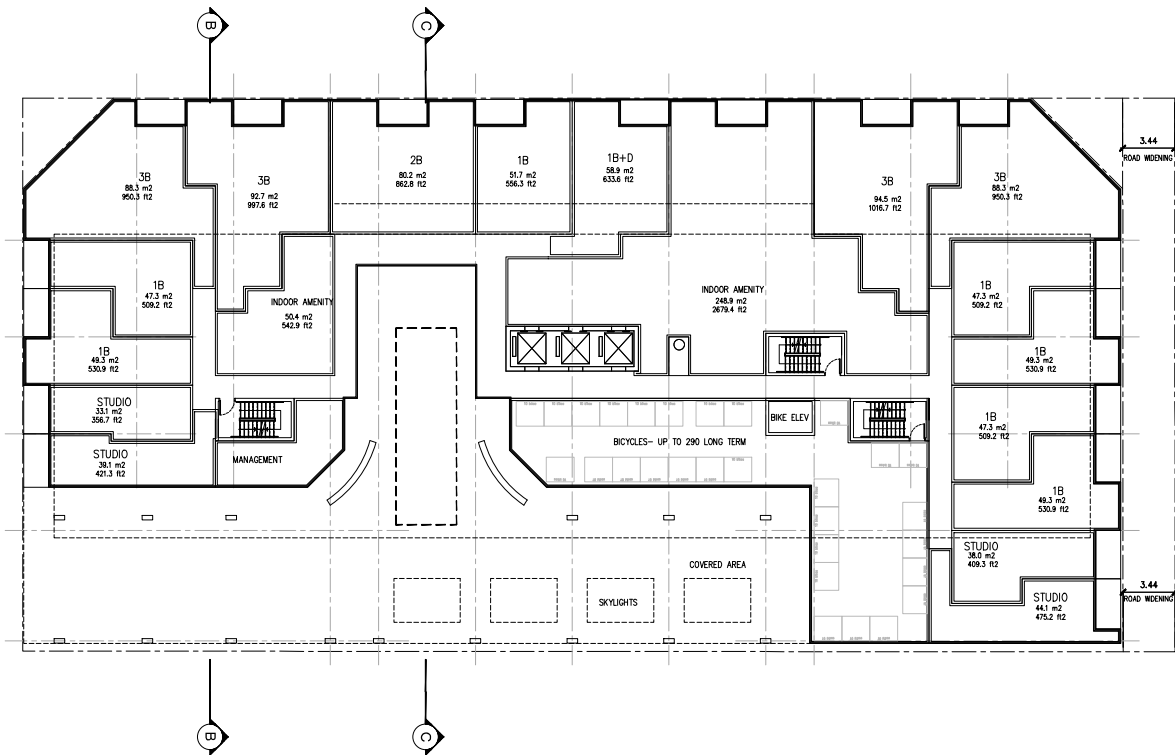 B
C
3.44
ROAD WIDENING
3B
88.3 m2
950.3 ft2
3B
92.7 m2
997.6 ft2
2B
80.2 m2
862.8 ft2
1B
51.7 m2
556.3 ft2
1B+D
58.9 m2
633.6 ft2
3B
94.5 m2
1016.7 ft2
3B
88.3 m2
950.3 ft2
1B
47.3 m2
509.2 ft2
INDOOR AMENITY
50.4 m2
542.9 ft2
INDOOR AMENITY
248.9 m2
2679.4 ft2
1B
47.3 m2
509.2 ft2
1B
49.3 m2
530.9 ft2
1B
49.3 m2
530.9 ft2
STUDIO
33.1 m2
356.7 ft2
STUDIO
39.1 m2
421.3 ft2
MANAGEMENT
BICYCLES- UP TO 290 LONG TERM
BIKE ELEV
1B
47.3 m2
509.2 ft2
1B
49.3 m2
530.9 ft2
STUDIO
38.0 m2
409.3 ft2
STUDIO
44.1 m2
475.2 ft2
COVERED AREA
SKYLIGHTS
3.44
ROAD WIDENING
B
C